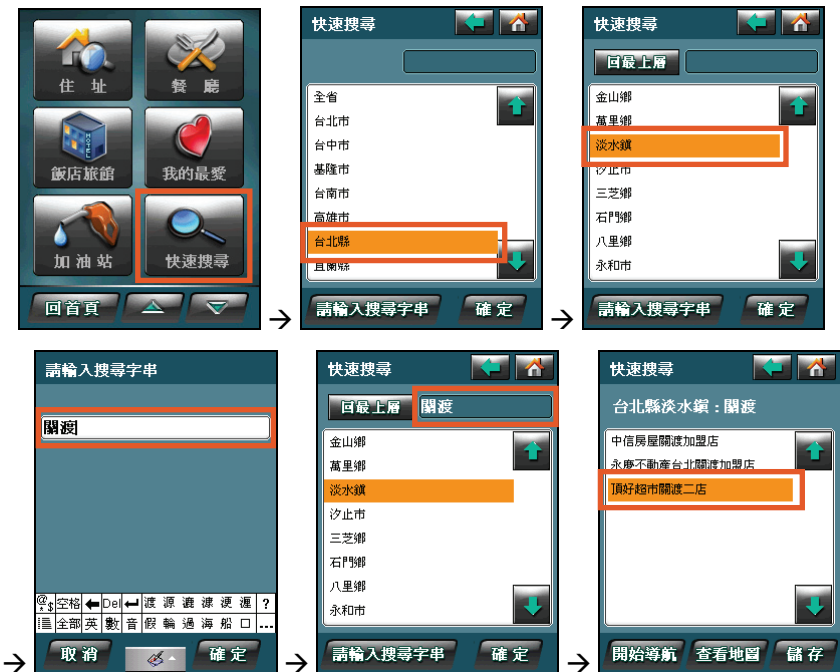 住 址
餐 廳
飯店旅館
我的最愛
加 油 站
快速搜尋
回首頁
→
快速搜尋
全省
台北市
台中市
基隆市
台南市
高雄市
台北縣
宜蘭縣
請輸入搜尋字串
確 定
→
快速搜尋
回最上層
金山鄉
萬里鄉
淡水鎮
汐止市
三芝鄉
石門鄉
八里鄉
永和市
請輸入搜尋字串
確 定
→
請輸入搜尋字串
關渡
空格 Del 渡 源 ?
全部 英 數 音 假 輪 過 海 船 口 ...
取 消
確 定
→
快速搜尋
回最上層 關渡
金山鄉
萬里鄉
淡水鎮
汐止市
三芝鄉
石門鄉
八里鄉
永和市
請輸入搜尋字串
確 定
→
快速搜尋
台北縣淡水鎮：關渡
中信房屋關渡加盟店
永慶不動產台北關渡加盟店
頂好超市關渡二店
開始導航
查看地圖
儲 存